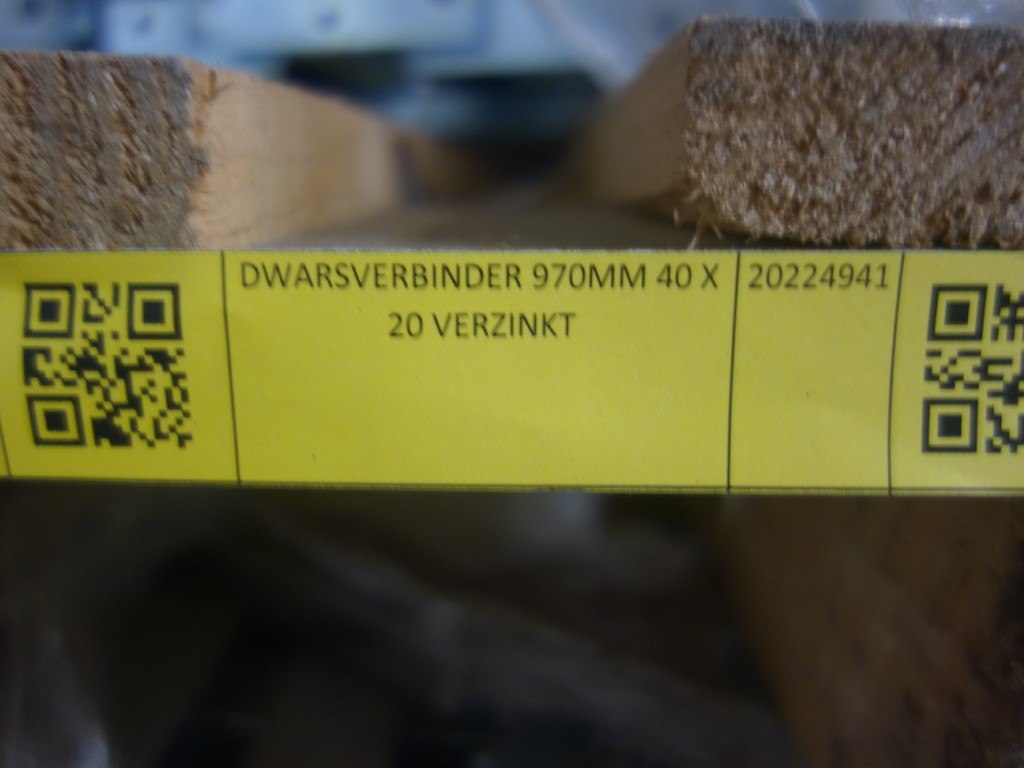 DWARSVERBINDER 970MM 40 X
20 VERZINKT
20224941